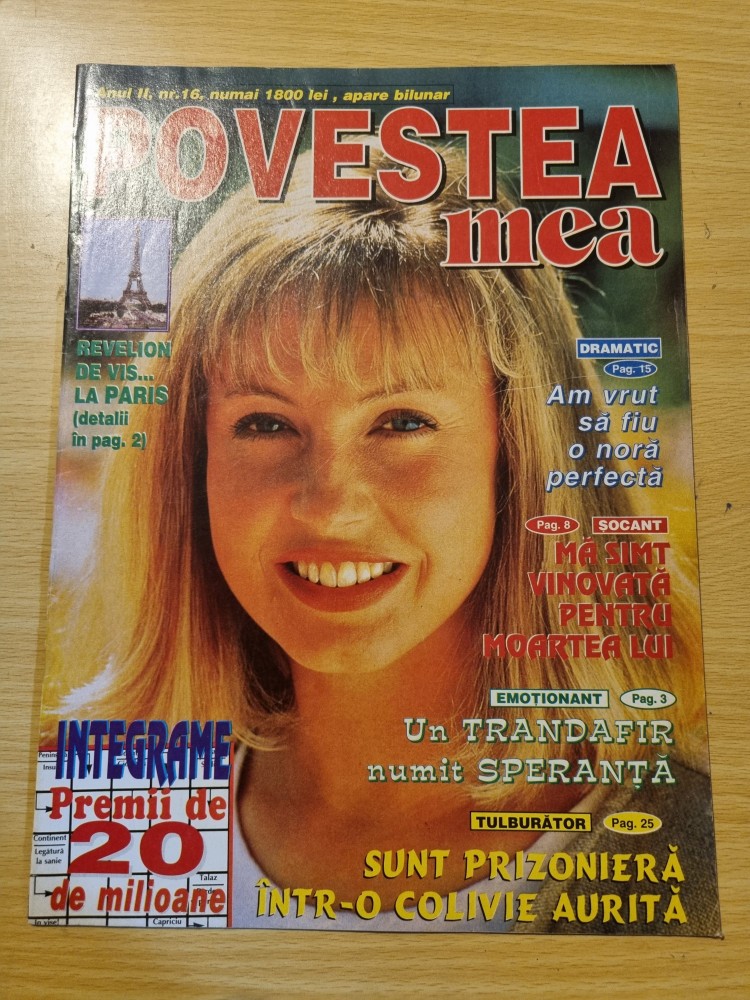 Anul II, nr.16, numai 1800 lei , apare bilunar
POVESTEA
mea
REVELION
DE VIS...
LA PARIS
(detalii
în pag. 2)
DRAMATIC
Pag. 15
Am vrut
să fiu
o noră
perfectă
Pag. 8 ȘOCANT
MĂ SIMT
VINOVATĂ
PENTRU
MOARTEA LUI
EMOȚIONANT Pag. 3
Un TRANDAFIR
numit SPERANȚĂ
TULBURĂTOR Pag. 25
SUNT PRIZONIERĂ
ÎNTR-O COLIVIE AURITĂ
INTEGRAME
Premii de
20
de milioane
Continent
Legătură
la sanie
Talaz
Capriciu